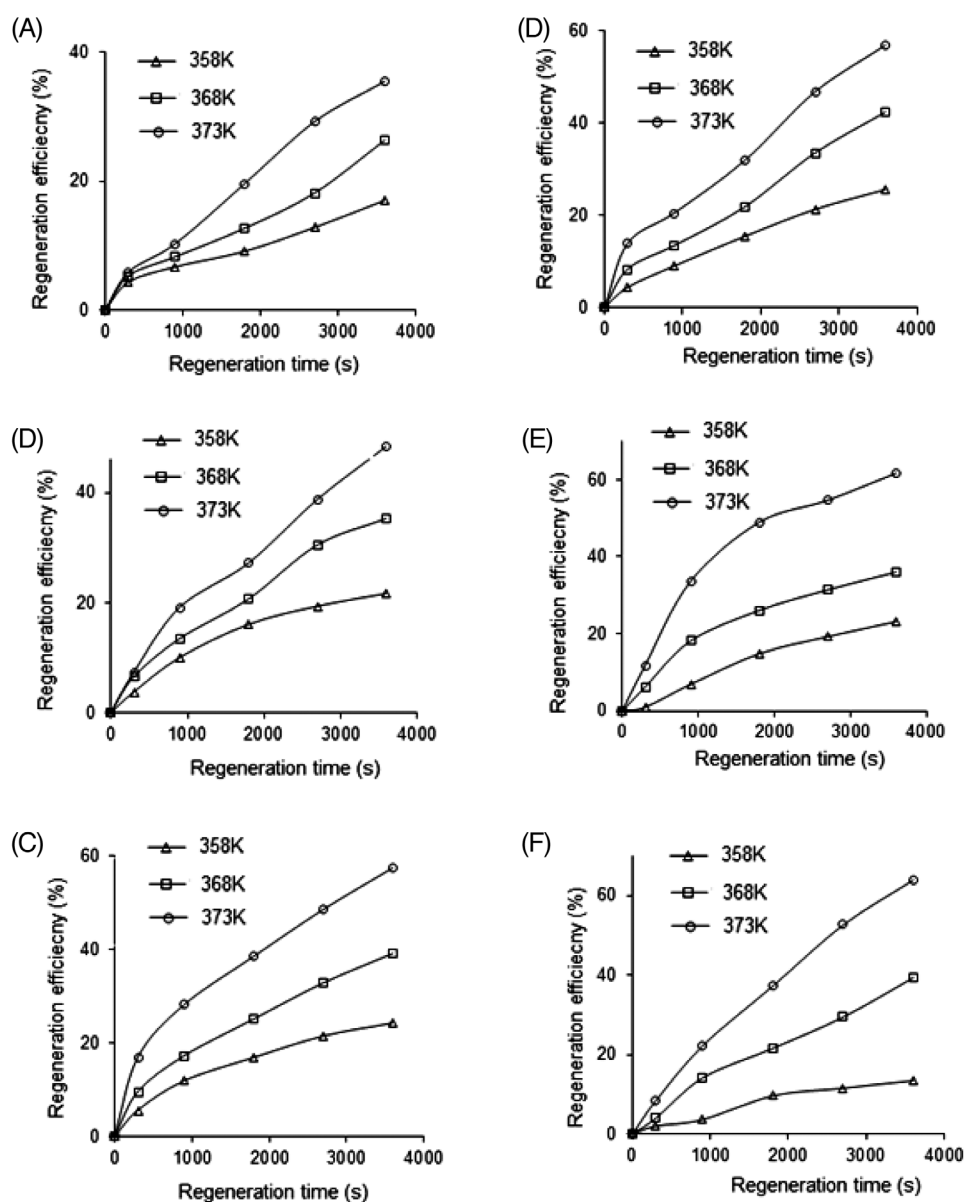 (A)
358K
368K
373K
Regeneration efficiecny (%)
40
20
0
0 1000 2000 3000 4000
Regeneration time (s)
(D)
358K
368K
373K
Regeneration efficiecny (%)
60
40
20
0
0 1000 2000 3000 4000
Regeneration time (s)
(D)
358K
368K
373K
Regeneration efficiecny (%)
40
20
0
0 1000 2000 3000 4000
Regeneration time (s)
(E)
358K
368K
373K
Regeneration efficiecny (%)
60
40
20
0
0 1000 2000 3000 4000
Regeneration time (s)
(C)
358K
368K
373K
Regeneration efficiecny (%)
60
40
20
0
0 1000 2000 3000 4000
Regeneration time (s)
(F)
358K
368K
373K
Regeneration efficiecny (%)
60
40
20
0
0 1000 2000 3000 4000
Regeneration time (s)